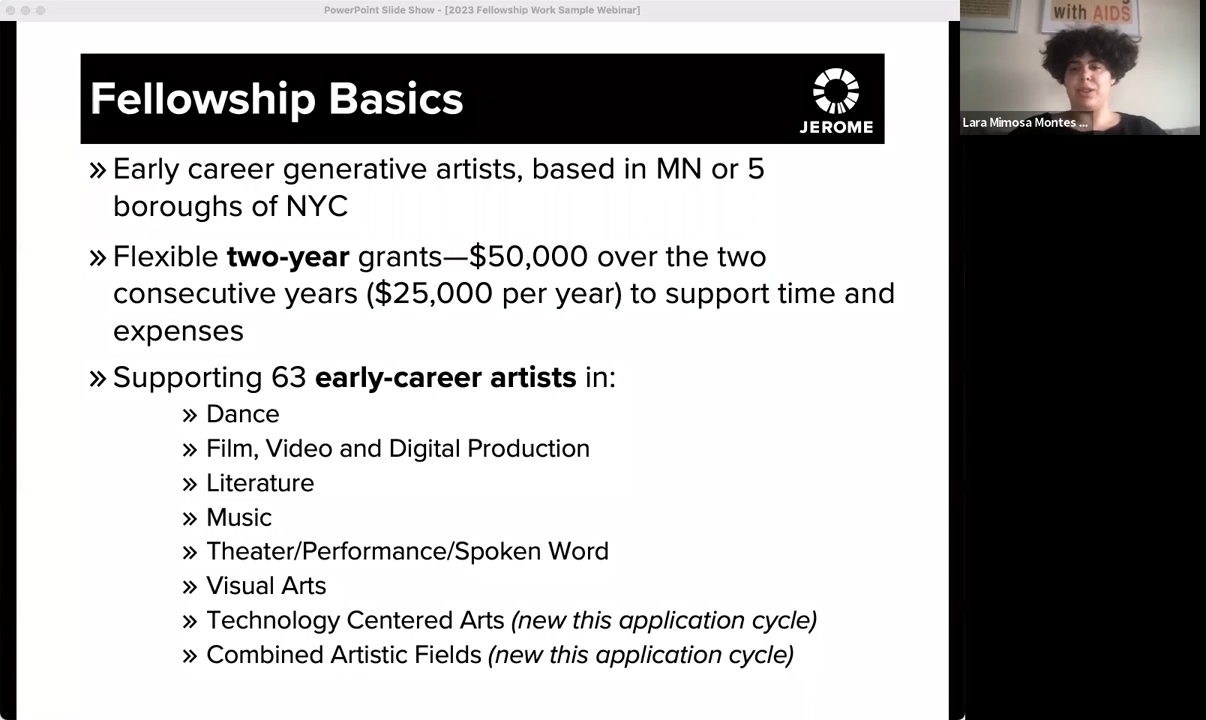 PowerPoint Slide Show - [2023 Fellowship Work Sample Webinar]
with AIDS
Lara Mimosa Montes ...
Fellowship Basics
JEROME
» Early career generative artists, based in MN or 5
boroughs of NYC
» Flexible two-year grants—$50,000 over the two
consecutive years ($25,000 per year) to support time and
expenses
» Supporting 63 early-career artists in:
» Dance
» Film, Video and Digital Production
» Literature
» Music
» Theater/Performance/Spoken Word
» Visual Arts
» Technology Centered Arts (new this application cycle)
» Combined Artistic Fields (new this application cycle)